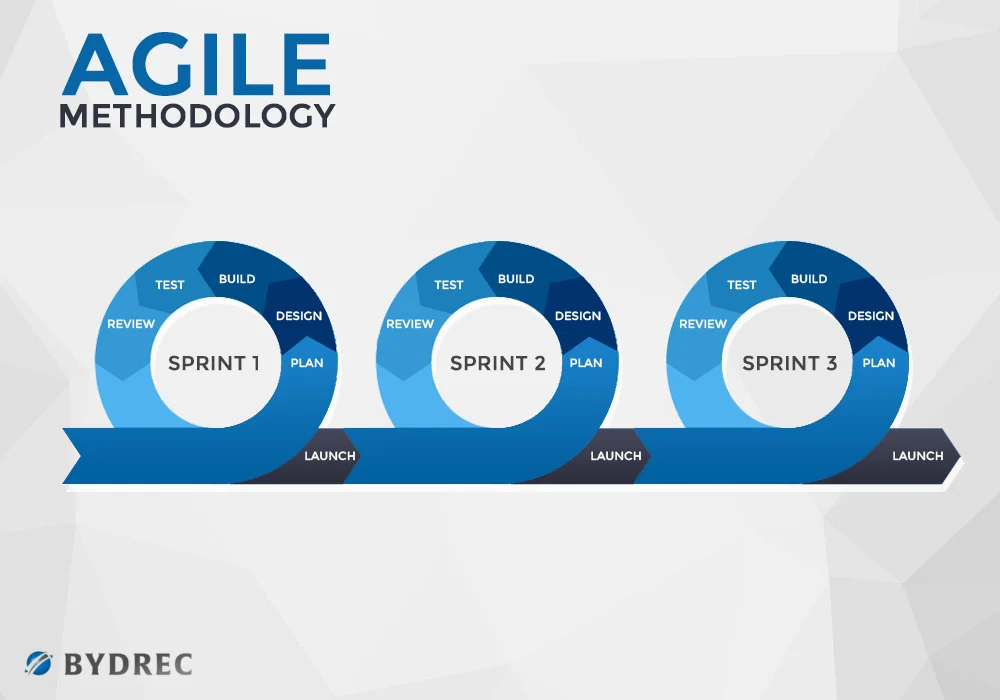 AGILE
METHODOLOGY
TEST
BUILD
REVIEW
DESIGN
SPRINT 1
PLAN
LAUNCH
TEST
BUILD
REVIEW
DESIGN
SPRINT 2
PLAN
LAUNCH
TEST
BUILD
REVIEW
DESIGN
SPRINT 3
PLAN
LAUNCH
BYDREC